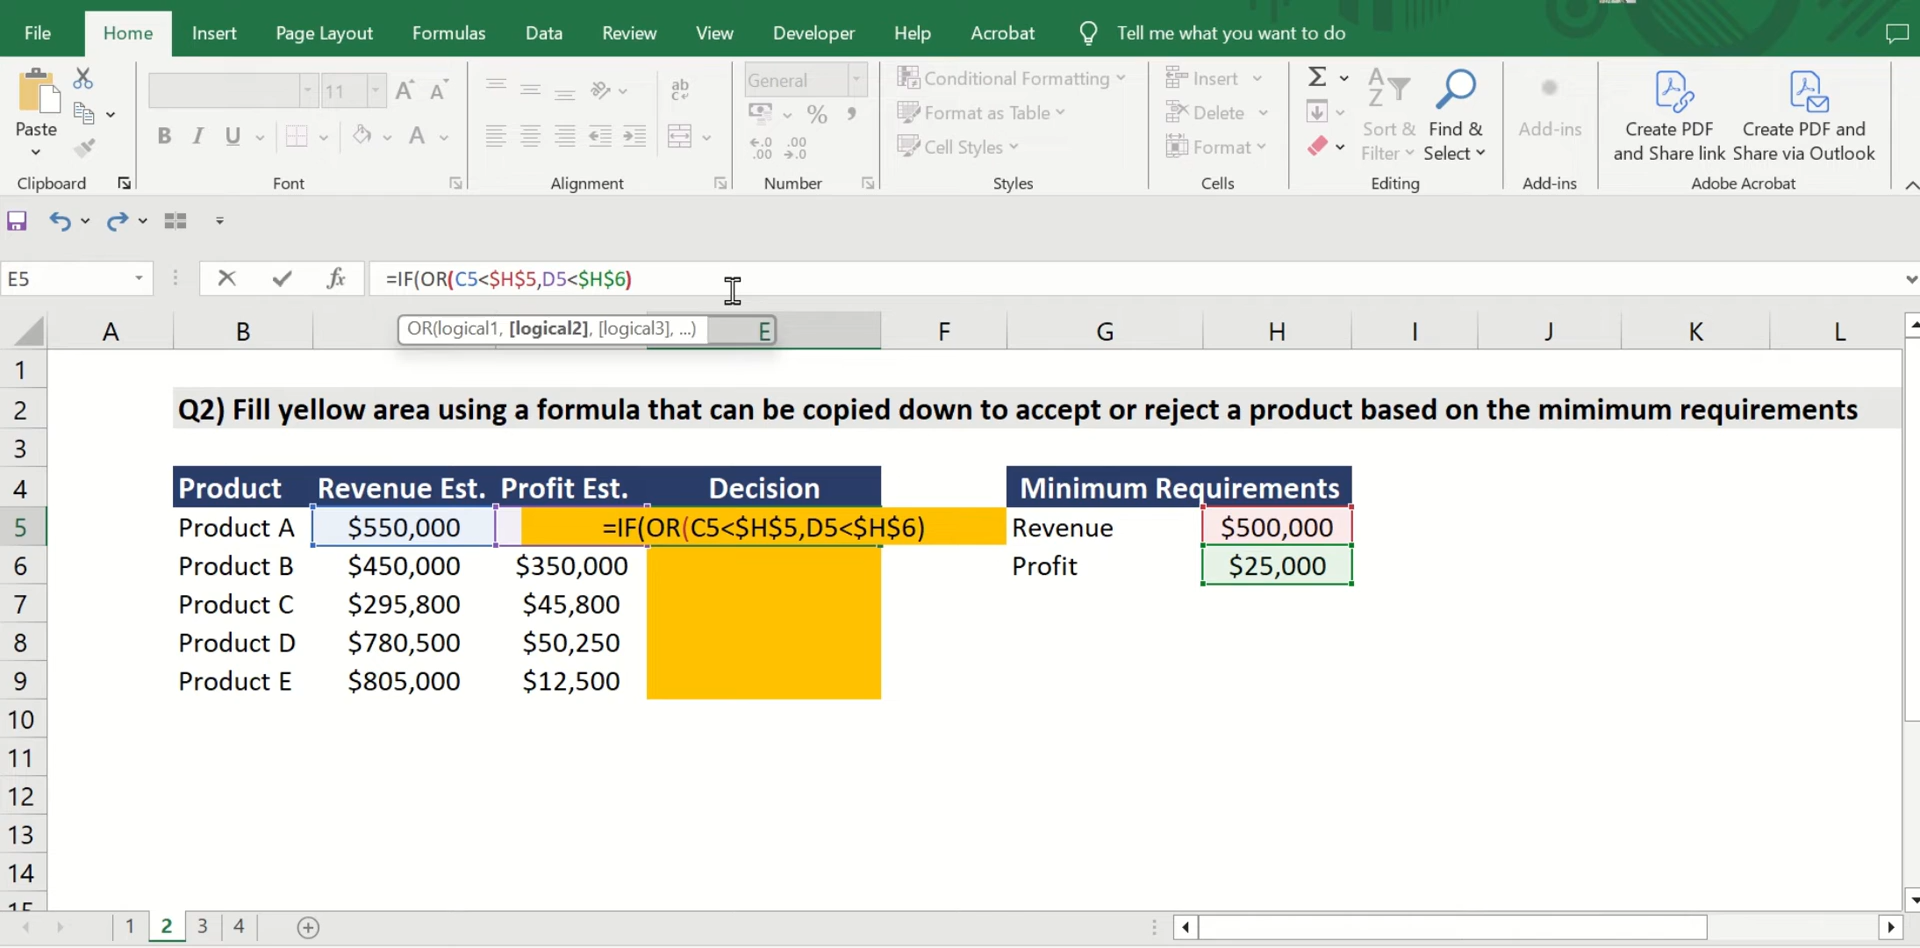 File Home Insert Page Layout Formulas Data Review View Developer Help Acrobat Tell me what you want to do
General
11
Conditional Formatting
Insert
Format as Table
Delete
Cell Styles
Format
Paste
B I U
Sort & Filter
Find & Select
Add-ins
Create PDF and Share link
Create PDF and Share via Outlook
Clipboard Font Alignment Number Styles Cells Editing Add-ins Adobe Acrobat
E5 fx =IF(OR(C5<$H$5,D5<$H$6)
OR(logical1, [logical2], [logical3], ...)
A B E F G H I J K L
1
2 Q2) Fill yellow area using a formula that can be copied down to accept or reject a product based on the mimimum requirements
3
4 Product Revenue Est. Profit Est. Decision Minimum Requirements
5 Product A $550,000 =IF(OR(C5<$H$5,D5<$H$6) Revenue $500,000
6 Product B $450,000 $350,000 Profit $25,000
7 Product C $295,800 $45,800
8 Product D $780,500 $50,250
9 Product E $805,000 $12,500
10
11
12
13
14
15
1 2 3 4